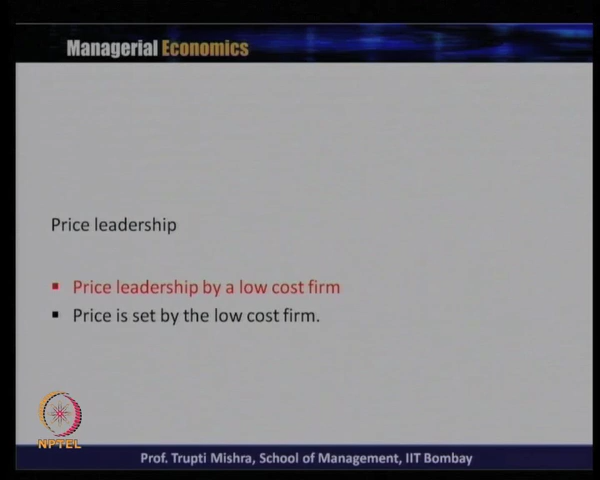 Managerial Economics
Price leadership
Price leadership by a low cost firm
Price is set by the low cost firm.
NPTEL
Prof. Trupti Mishra, School of Management, IIT Bombay